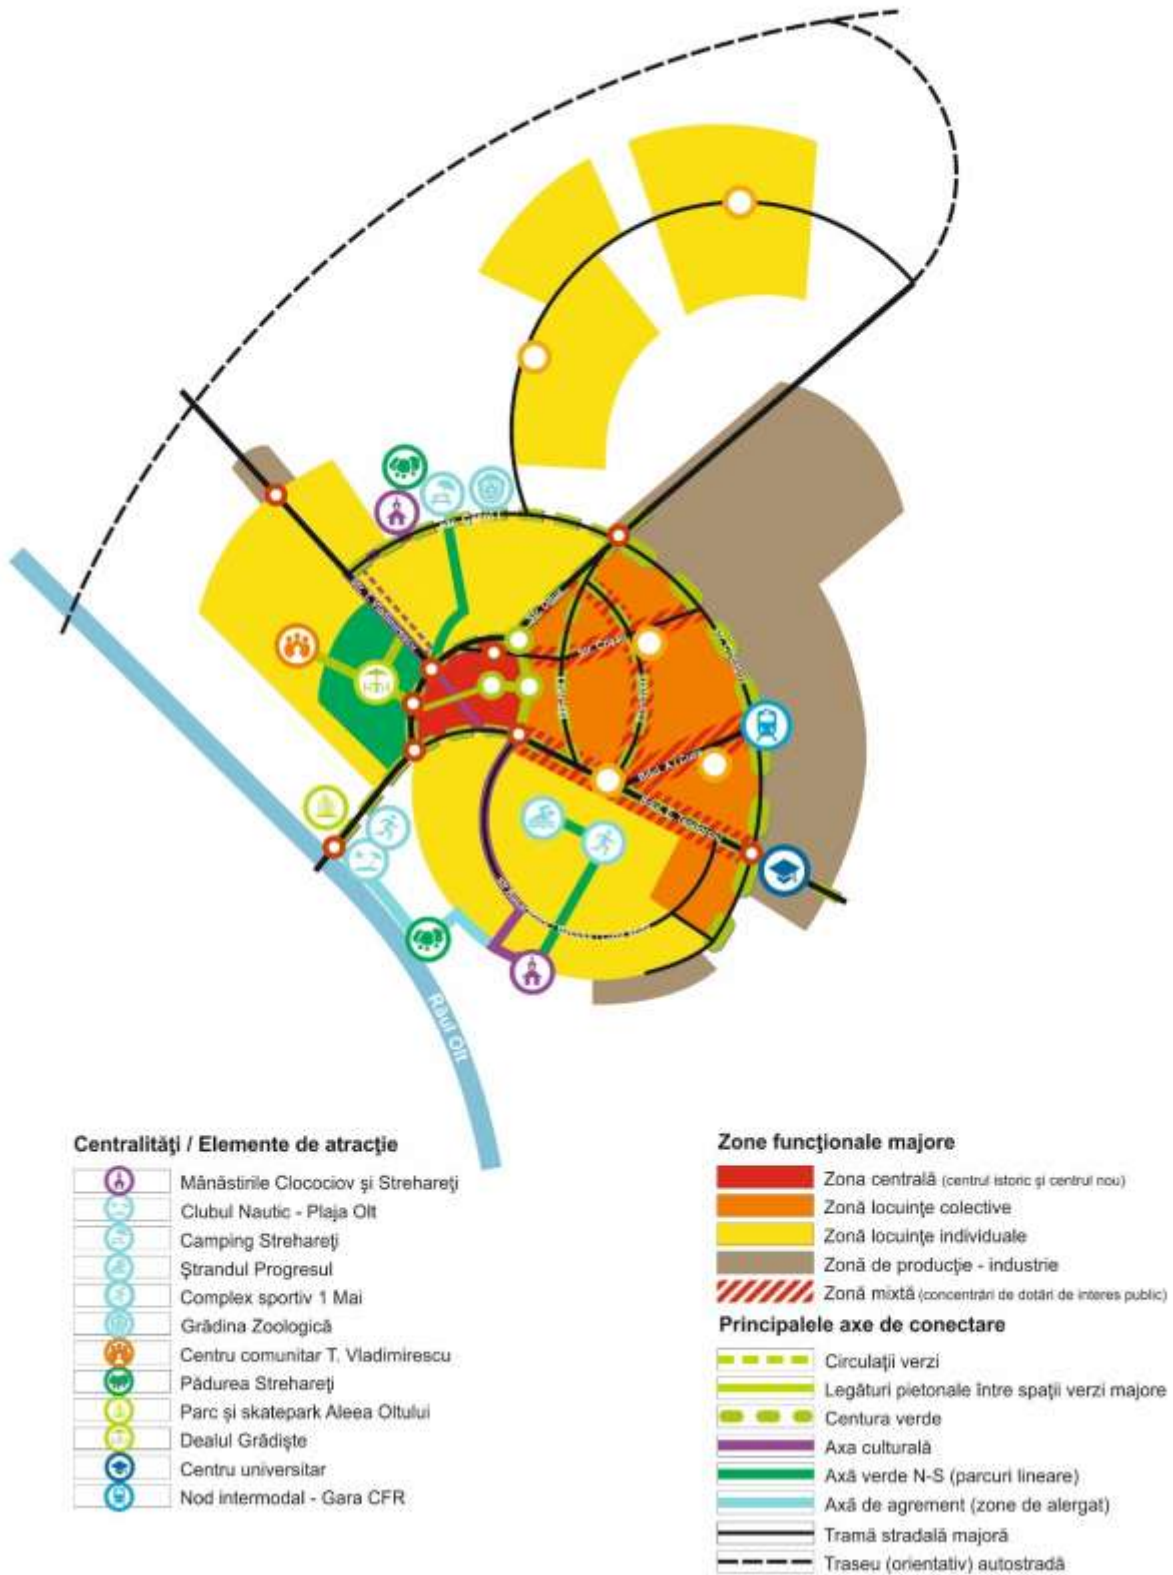 Str. Cireașov
Râul Olt
Centralităţi / Elemente de atracţie
Mănăstirile Clocociov şi Strehareţi
Clubul Nautic - Plaja Olt
Camping Strehareţi
Ştrandul Progresul
Complex sportiv 1 Mai
Grădina Zoologică
Centru comunitar T. Vladimirescu
Pădurea Strehareţi
Parc şi skatepark Aleea Oltului
Dealul Grădişte
Centru universitar
Nod intermodal - Gara CFR
Zone funcţionale majore
Zona centrală (centrul istoric şi centrul nou)
Zonă locuinţe colective
Zonă locuinţe individuale
Zonă de producţie - industrie
Zonă mixtă (concentrări de dotări de interes public)
Principalele axe de conectare
Circulaţii verzi
Legături pietonale între spaţii verzi majore
Centura verde
Axa culturală
Axă verde N-S (parcuri lineare)
Axă de agrement (zone de alergat)
Tramă stradală majoră
Traseu (orientativ) autostradă